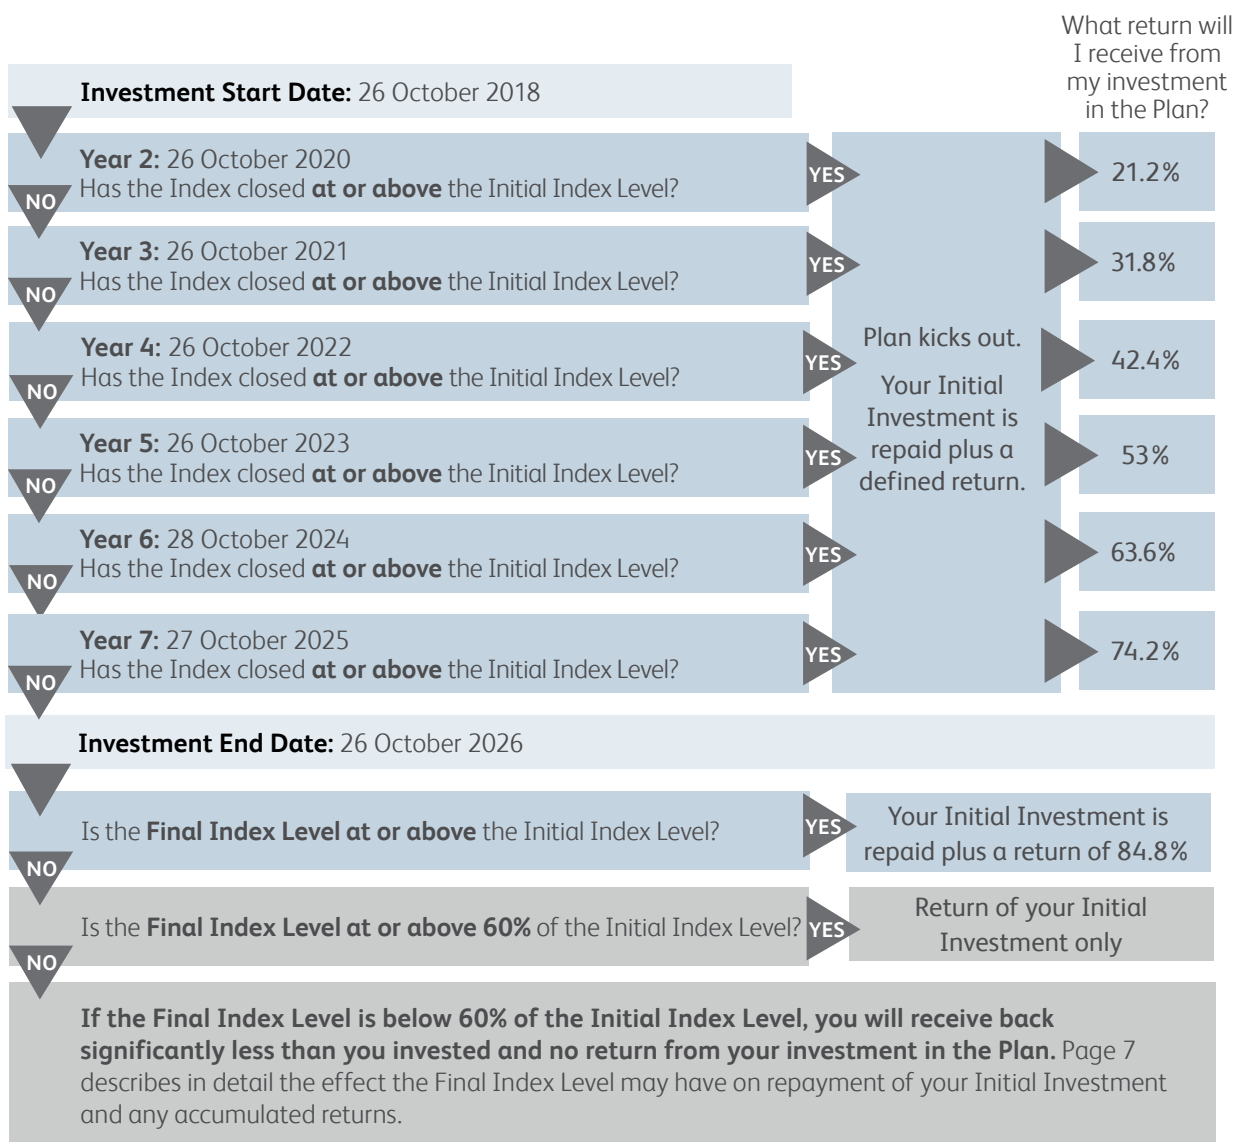 What return will
I receive from
my investment
in the Plan?
Investment Start Date: 26 October 2018
Year 2: 26 October 2020
Has the Index closed at or above the Initial Index Level?
NO
YES
21.2%
Year 3: 26 October 2021
Has the Index closed at or above the Initial Index Level?
NO
YES
31.8%
Year 4: 26 October 2022
Has the Index closed at or above the Initial Index Level?
NO
YES
42.4%
Year 5: 26 October 2023
Has the Index closed at or above the Initial Index Level?
NO
YES
53%
Year 6: 28 October 2024
Has the Index closed at or above the Initial Index Level?
NO
YES
63.6%
Year 7: 27 October 2025
Has the Index closed at or above the Initial Index Level?
NO
YES
74.2%
Plan kicks out.
Your Initial
Investment is
repaid plus a
defined return.
Investment End Date: 26 October 2026
Is the Final Index Level at or above the Initial Index Level?
NO
YES
Your Initial Investment is
repaid plus a return of 84.8%
Is the Final Index Level at or above 60% of the Initial Index Level?
NO
YES
Return of your Initial
Investment only
If the Final Index Level is below 60% of the Initial Index Level, you will receive back
significantly less than you invested and no return from your investment in the Plan. Page 7
describes in detail the effect the Final Index Level may have on repayment of your Initial Investment
and any accumulated returns.